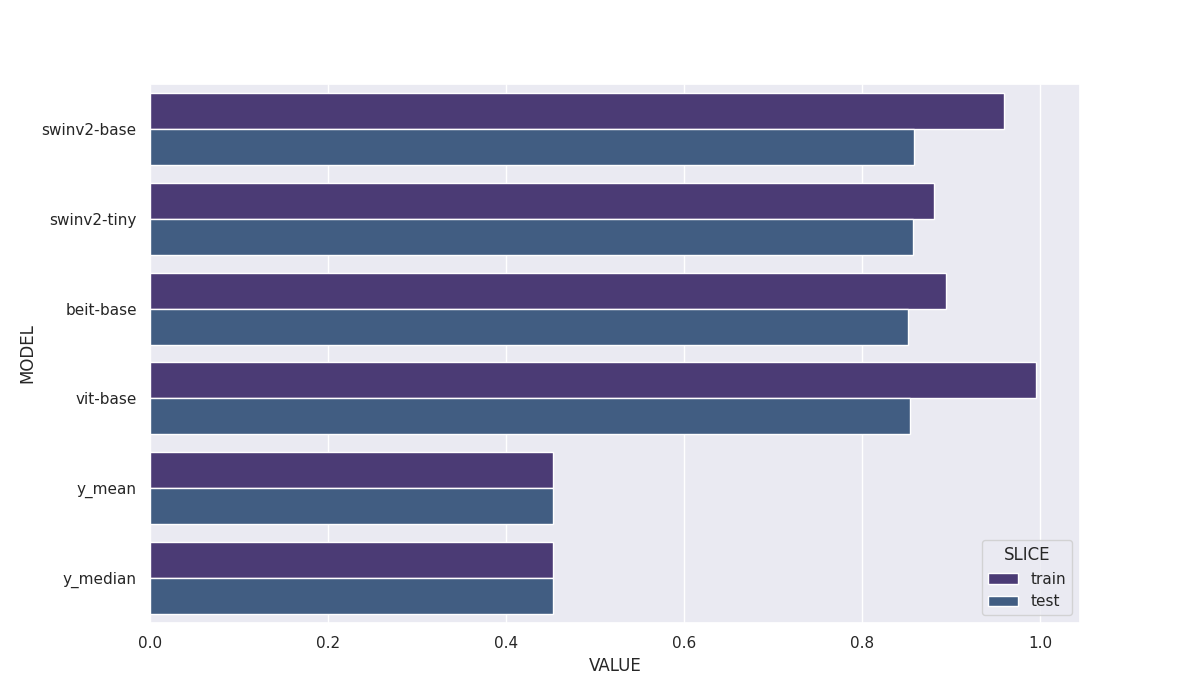 swinv2-base
swinv2-tiny
beit-base
vit-base
y_mean
y_median
MODEL
0.0 0.2 0.4 0.6 0.8 1.0
VALUE
SLICE
train
test